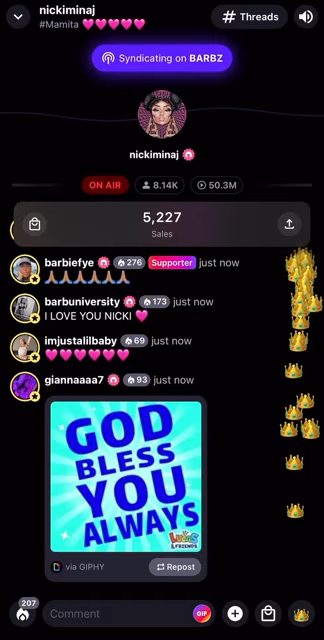 nickiminaj
#Mamita 💗💗💗💗💗
# Threads
Syndicating on BARBZ
nickiminaj
ON AIR 8.14K 50.3M
5,227
Sales
barbiefye 276 Supporter just now
🙏🏽🙏🏽🙏🏽🙏🏽🙏🏽🙏🏽
barbuniversity 173 just now
I LOVE YOU NICKI 💗
imjustalilbaby 69 just now
💗💗💗💗💗💗
giannaaaa7 93 just now
GOD
BLESS
YOU
ALWAYS
LUCAS
& FRIENDS
via GIPHY Repost
207
Comment GIF